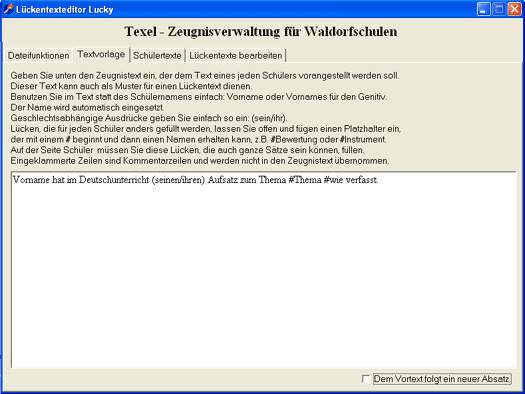 Lückentexteditor Lucky
Texel - Zeugnisverwaltung für Waldorfschulen
Dateifunktionen Textvorlage Schülertexte Lückentexte bearbeiten
Geben Sie unten den Zeugnistext ein, der dem Text eines jeden Schülers vorangestellt werden soll.
Dieser Text kann auch als Muster für einen Lückentext dienen.
Benutzen Sie im Text statt des Schülernamens einfach: Vorname oder Vornames für den Genitiv.
Der Name wird automatisch eingesetzt.
Geschlechtsabhängige Ausdrücke geben Sie einfach so ein: (sein/ihr).
Lücken, die für jeden Schüler anders gefüllt werden, lassen Sie offen und fügen einen Platzhalter ein,
der mit einem # beginnt und dann einen Namen erhalten kann, z.B. #Bewertung oder #Instrument.
Auf der Seite Schüler müssen Sie diese Lücken, die auch ganze Sätze sein können, füllen.
Eingeklammerte Zeilen sind Kommentarzeilen und werden nicht in den Zeugnistext übernommen.
Vorname hat im Deutschunterricht (seinen/ihren) Aufsatz zum Thema #Thema #wie verfasst.
Dem Vortext folgt ein neuer Absatz.